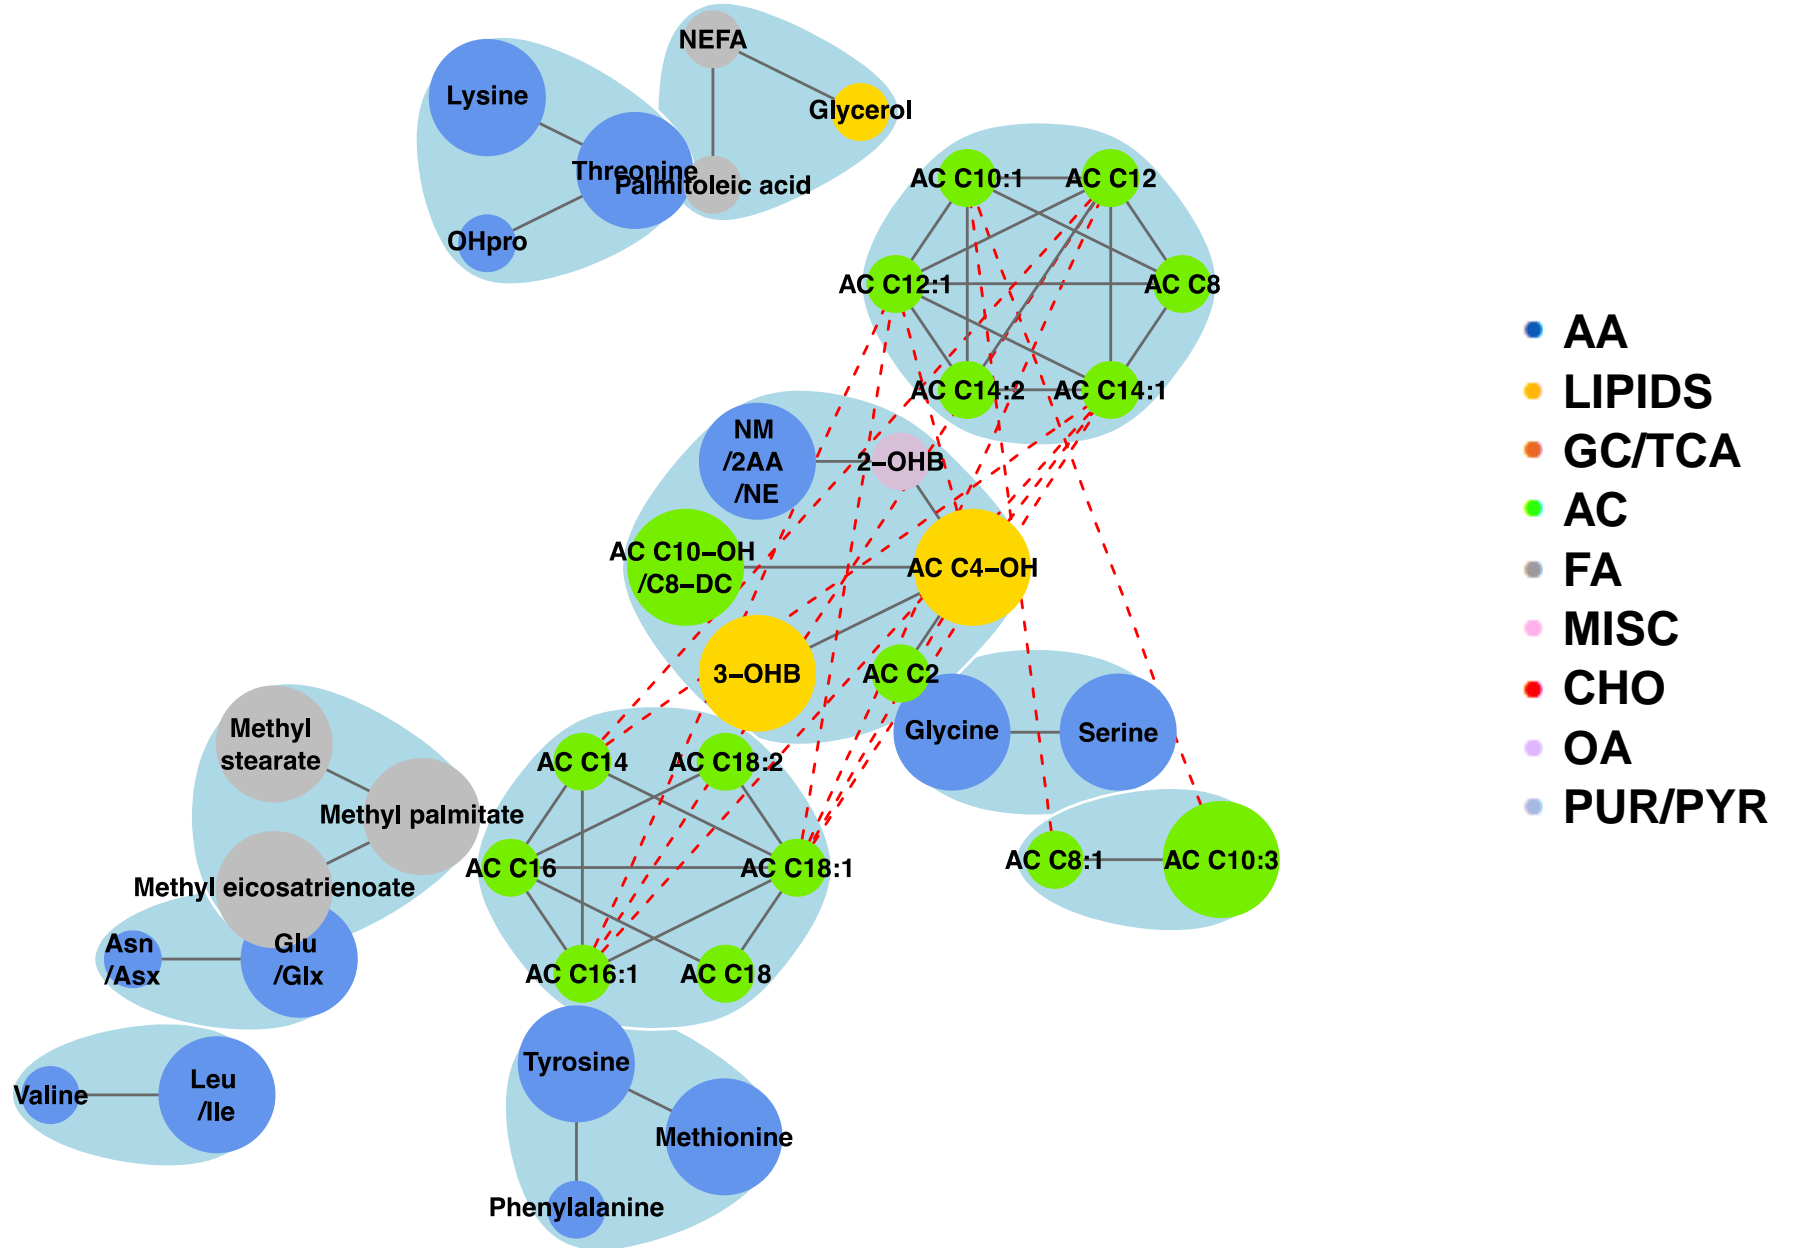 NEFA
Lysine
Glycerol
Threonine
Palmitoleic acid
OHpro
AC C10:1
AC C12
AC C12:1
AC C8
AC C14:2
AC C14:1
NM
/2AA
/NE
2–OHB
AC C10–OH
/C8–DC
AC C4–OH
3–OHB
AC C2
Glycine
Serine
Methyl
stearate
Methyl palmitate
Methyl eicosatrienoate
AC C14
AC C18:2
AC C16
AC C18:1
AC C16:1
AC C18
AC C8:1
AC C10:3
Asn
/Asx
Glu
/Glx
Valine
Leu
/Ile
Tyrosine
Methionine
Phenylalanine
AA
LIPIDS
GC/TCA
AC
FA
MISC
CHO
OA
PUR/PYR